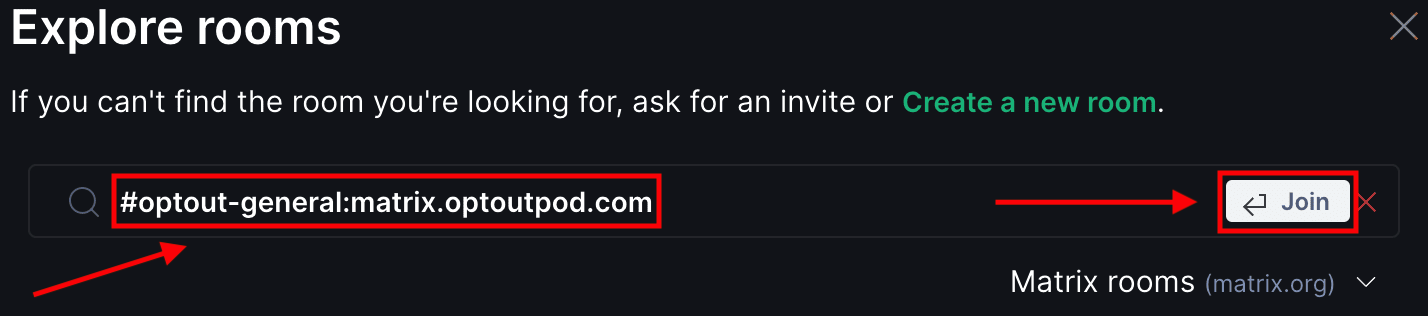 Explore rooms
If you can't find the room you're looking for, ask for an invite or Create a new room.
#optout-general:matrix.optoutpod.com
Join
Matrix rooms (matrix.org)